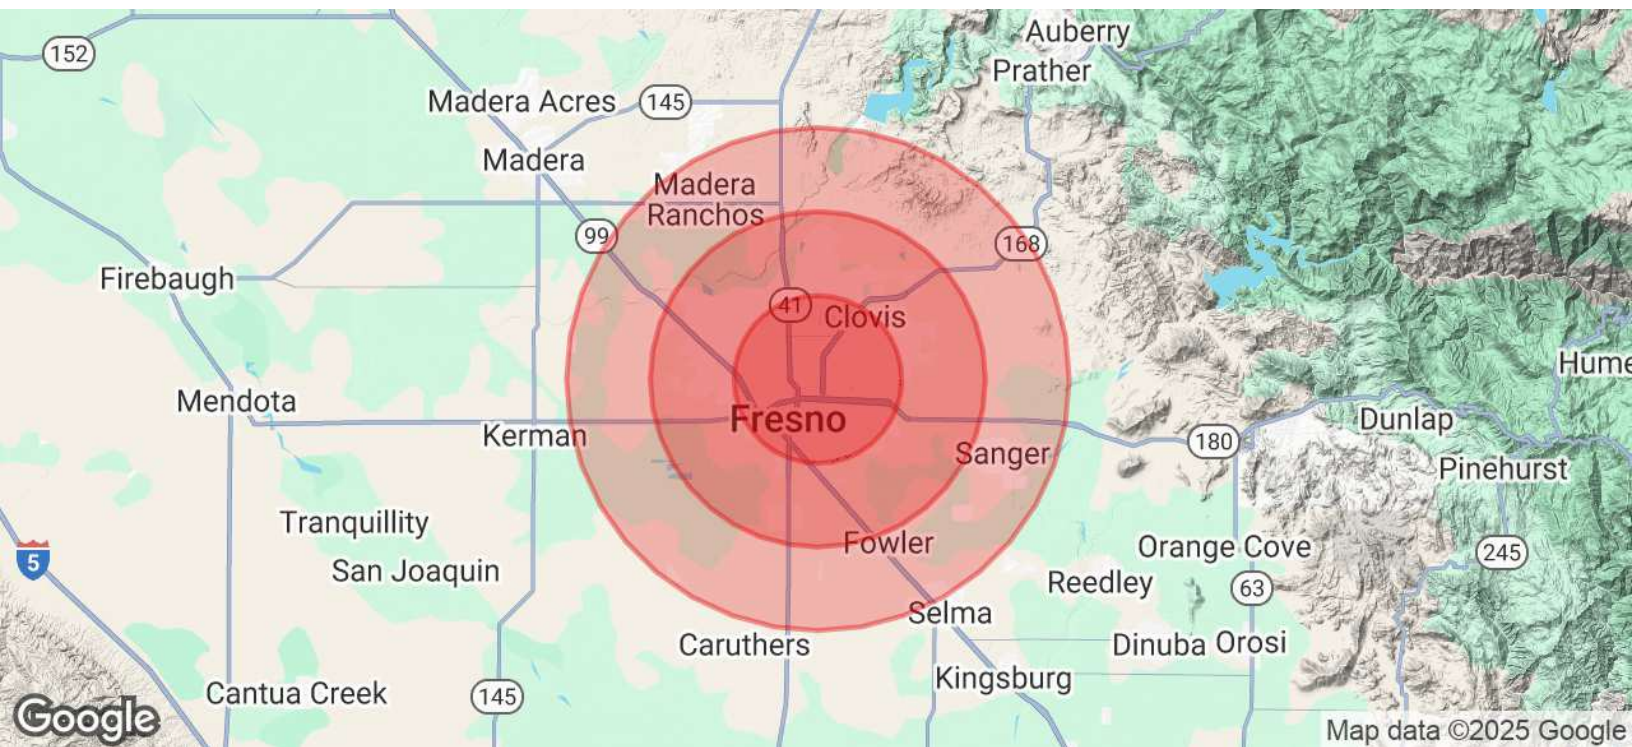 Auberry
152
Prather
Madera Acres
145
Madera
Madera
Ranchos
99
168
Firebaugh
41
Clovis
Hume
Mendota
Dunlap
Fresno
Kerman
180
Sanger
Pinehurst
Tranquillity
Fowler
Orange Cove
245
5
San Joaquin
Reedley
63
Selma
Caruthers
Dinuba
Orosi
Kingsburg
Cantua Creek
145
Google
Map data ©2025 Google